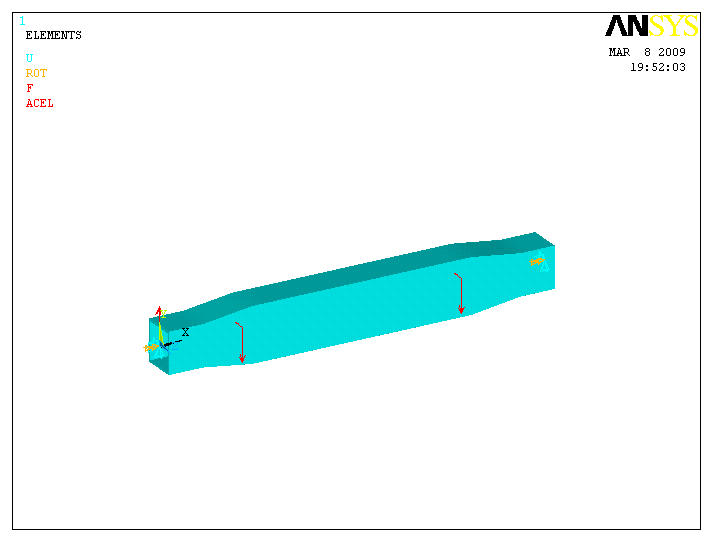 1
ELEMENTS
U
ROT
F
ACEL
ANSYS
MAR 8 2009
19:52:03
X